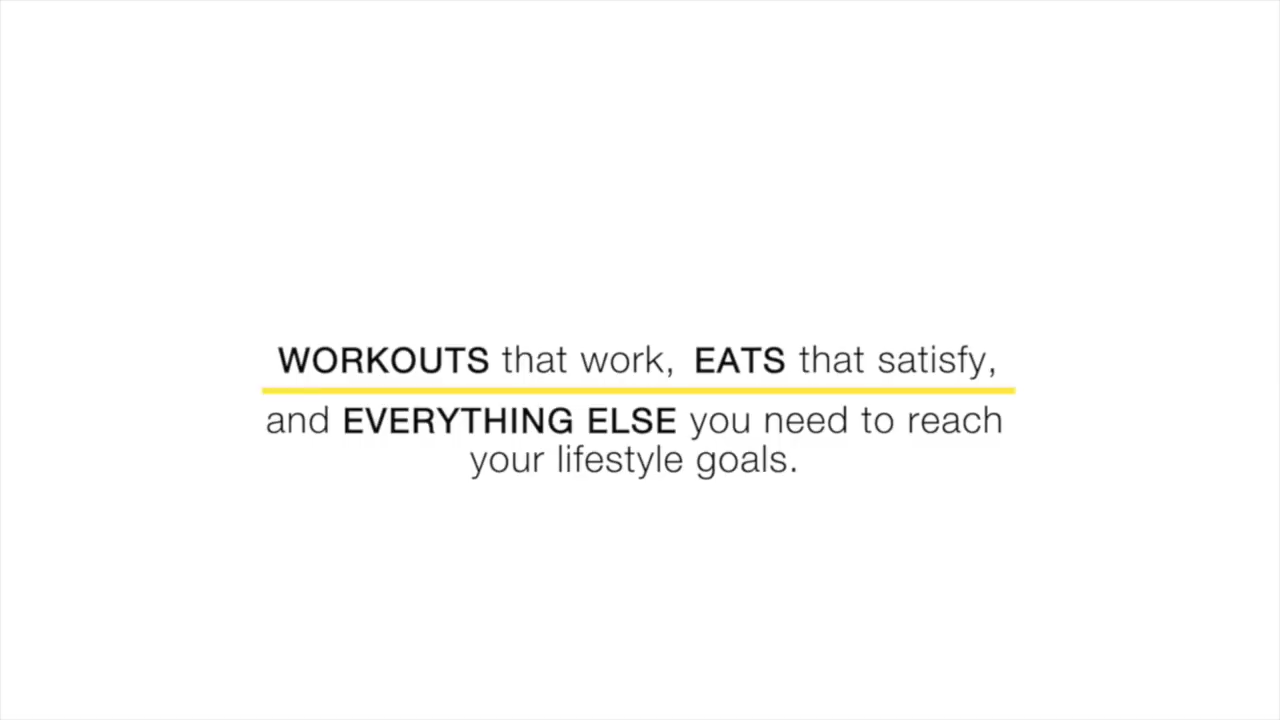 WORKOUTS that work, EATS that satisfy,
and EVERYTHING ELSE you need to reach
your lifestyle goals.